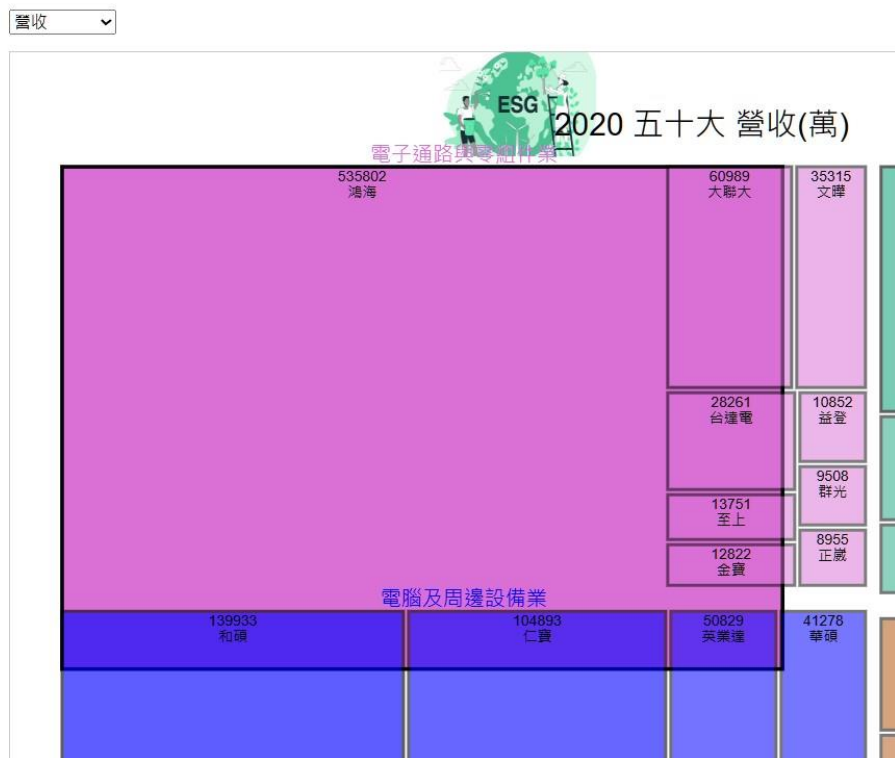 營收
ESG
2020 五十大 營收(萬)
電子通路與零組件業
535802
鴻海
60989
大聯大
35315
文曄
28261
台達電
10852
益登
9508
群光
13751
至上
8955
正崴
12822
金寶
電腦及周邊設備業
139933
和碩
104893
仁寶
50829
英業達
41278
華碩